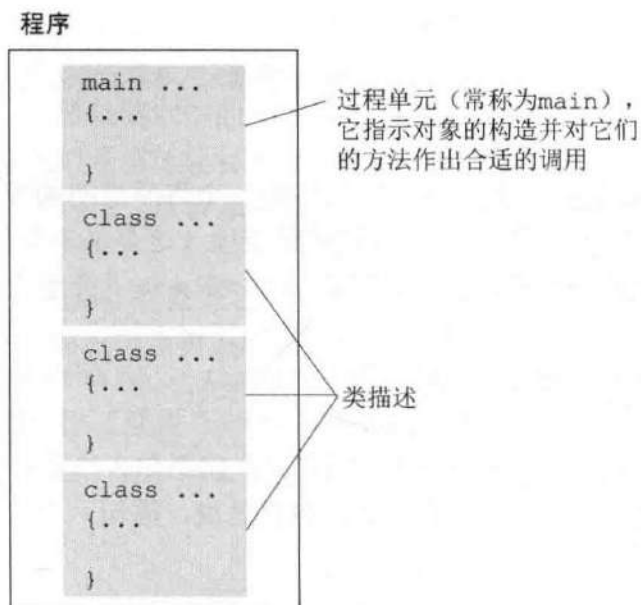 程序
main ...
{...
}
过程单元（常称为main），
它指示对象的构造并对它们
的方法作出合适的调用
class ...
{...
}
class ...
{...
}
class ...
{...
}
类描述